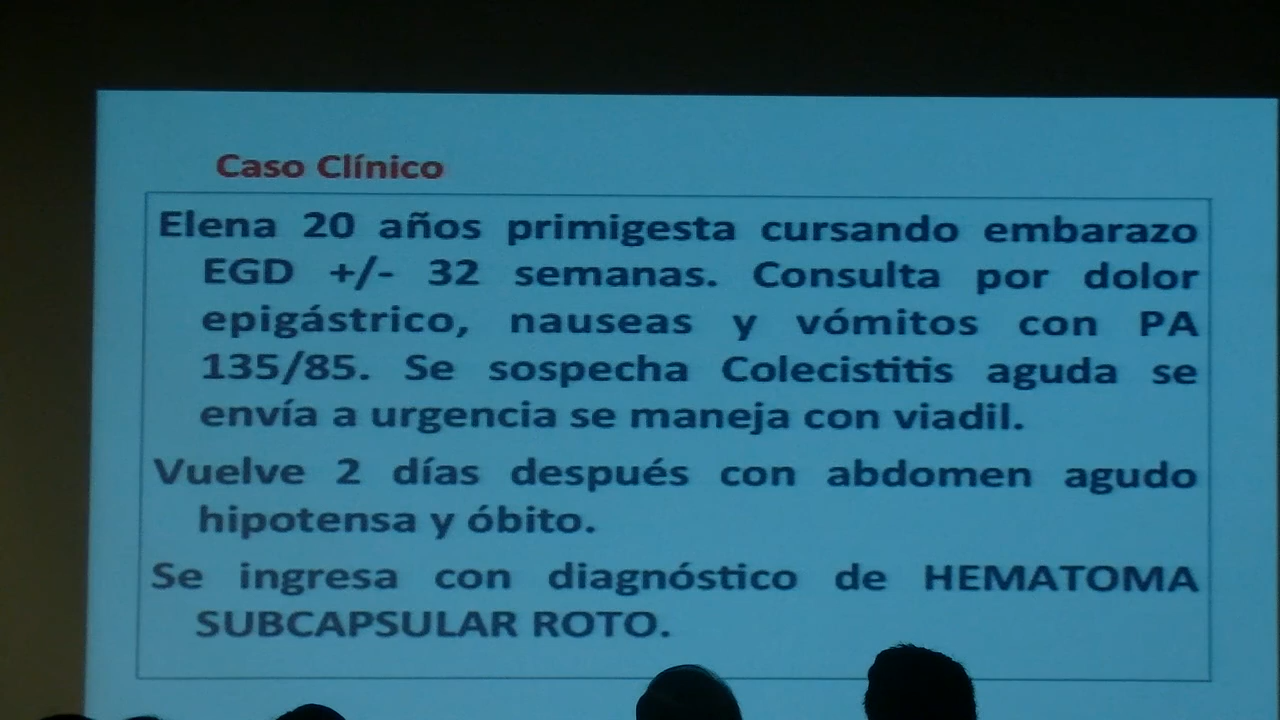 Caso Clínico
Elena 20 años primigesta cursando embarazo
EGD +/- 32 semanas. Consulta por dolor
epigástrico, nauseas y vómitos con PA
135/85. Se sospecha Colecistitis aguda se
envía a urgencia se maneja con viadil.
Vuelve 2 días después con abdomen agudo
hipotensa y óbito.
Se ingresa con diagnóstico de HEMATOMA
SUBCAPSULAR ROTO.